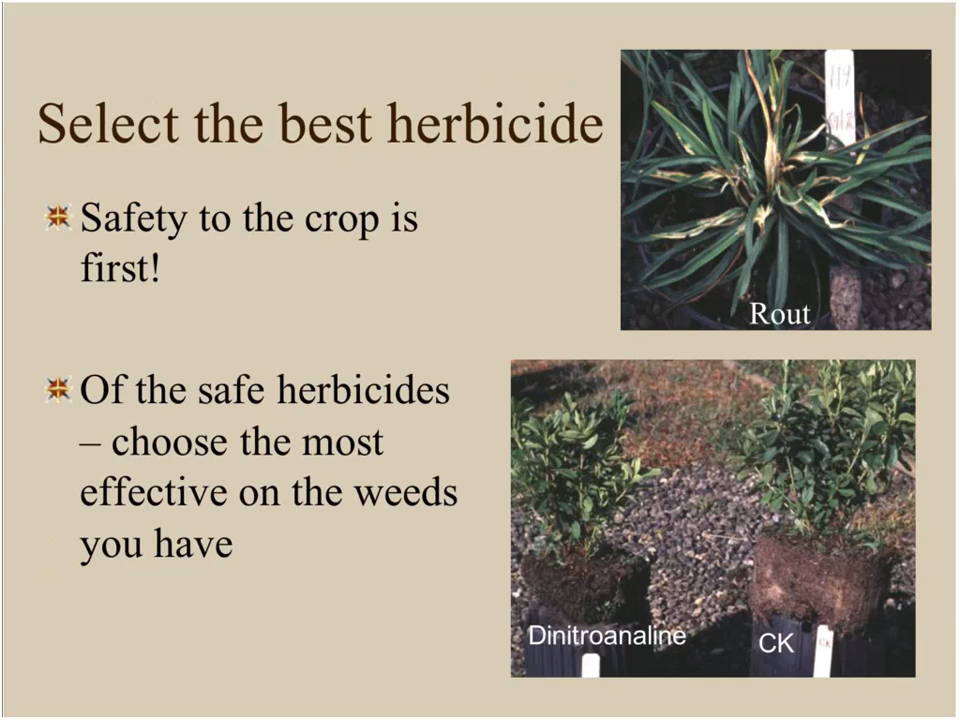 Select the best herbicide
Safety to the crop is
first!
Of the safe herbicides
– choose the most
effective on the weeds
you have
Rout
Dinitroanaline
CK